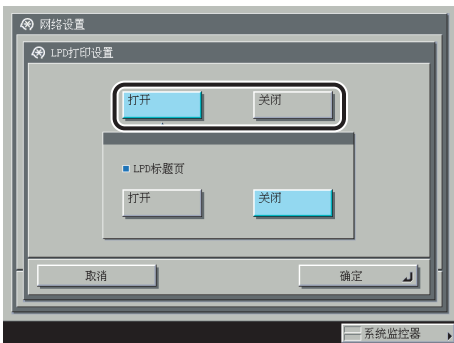 网络设置
LPD打印设置
打开 关闭
LPD标题页
打开 关闭
取消 确定
系统监控器